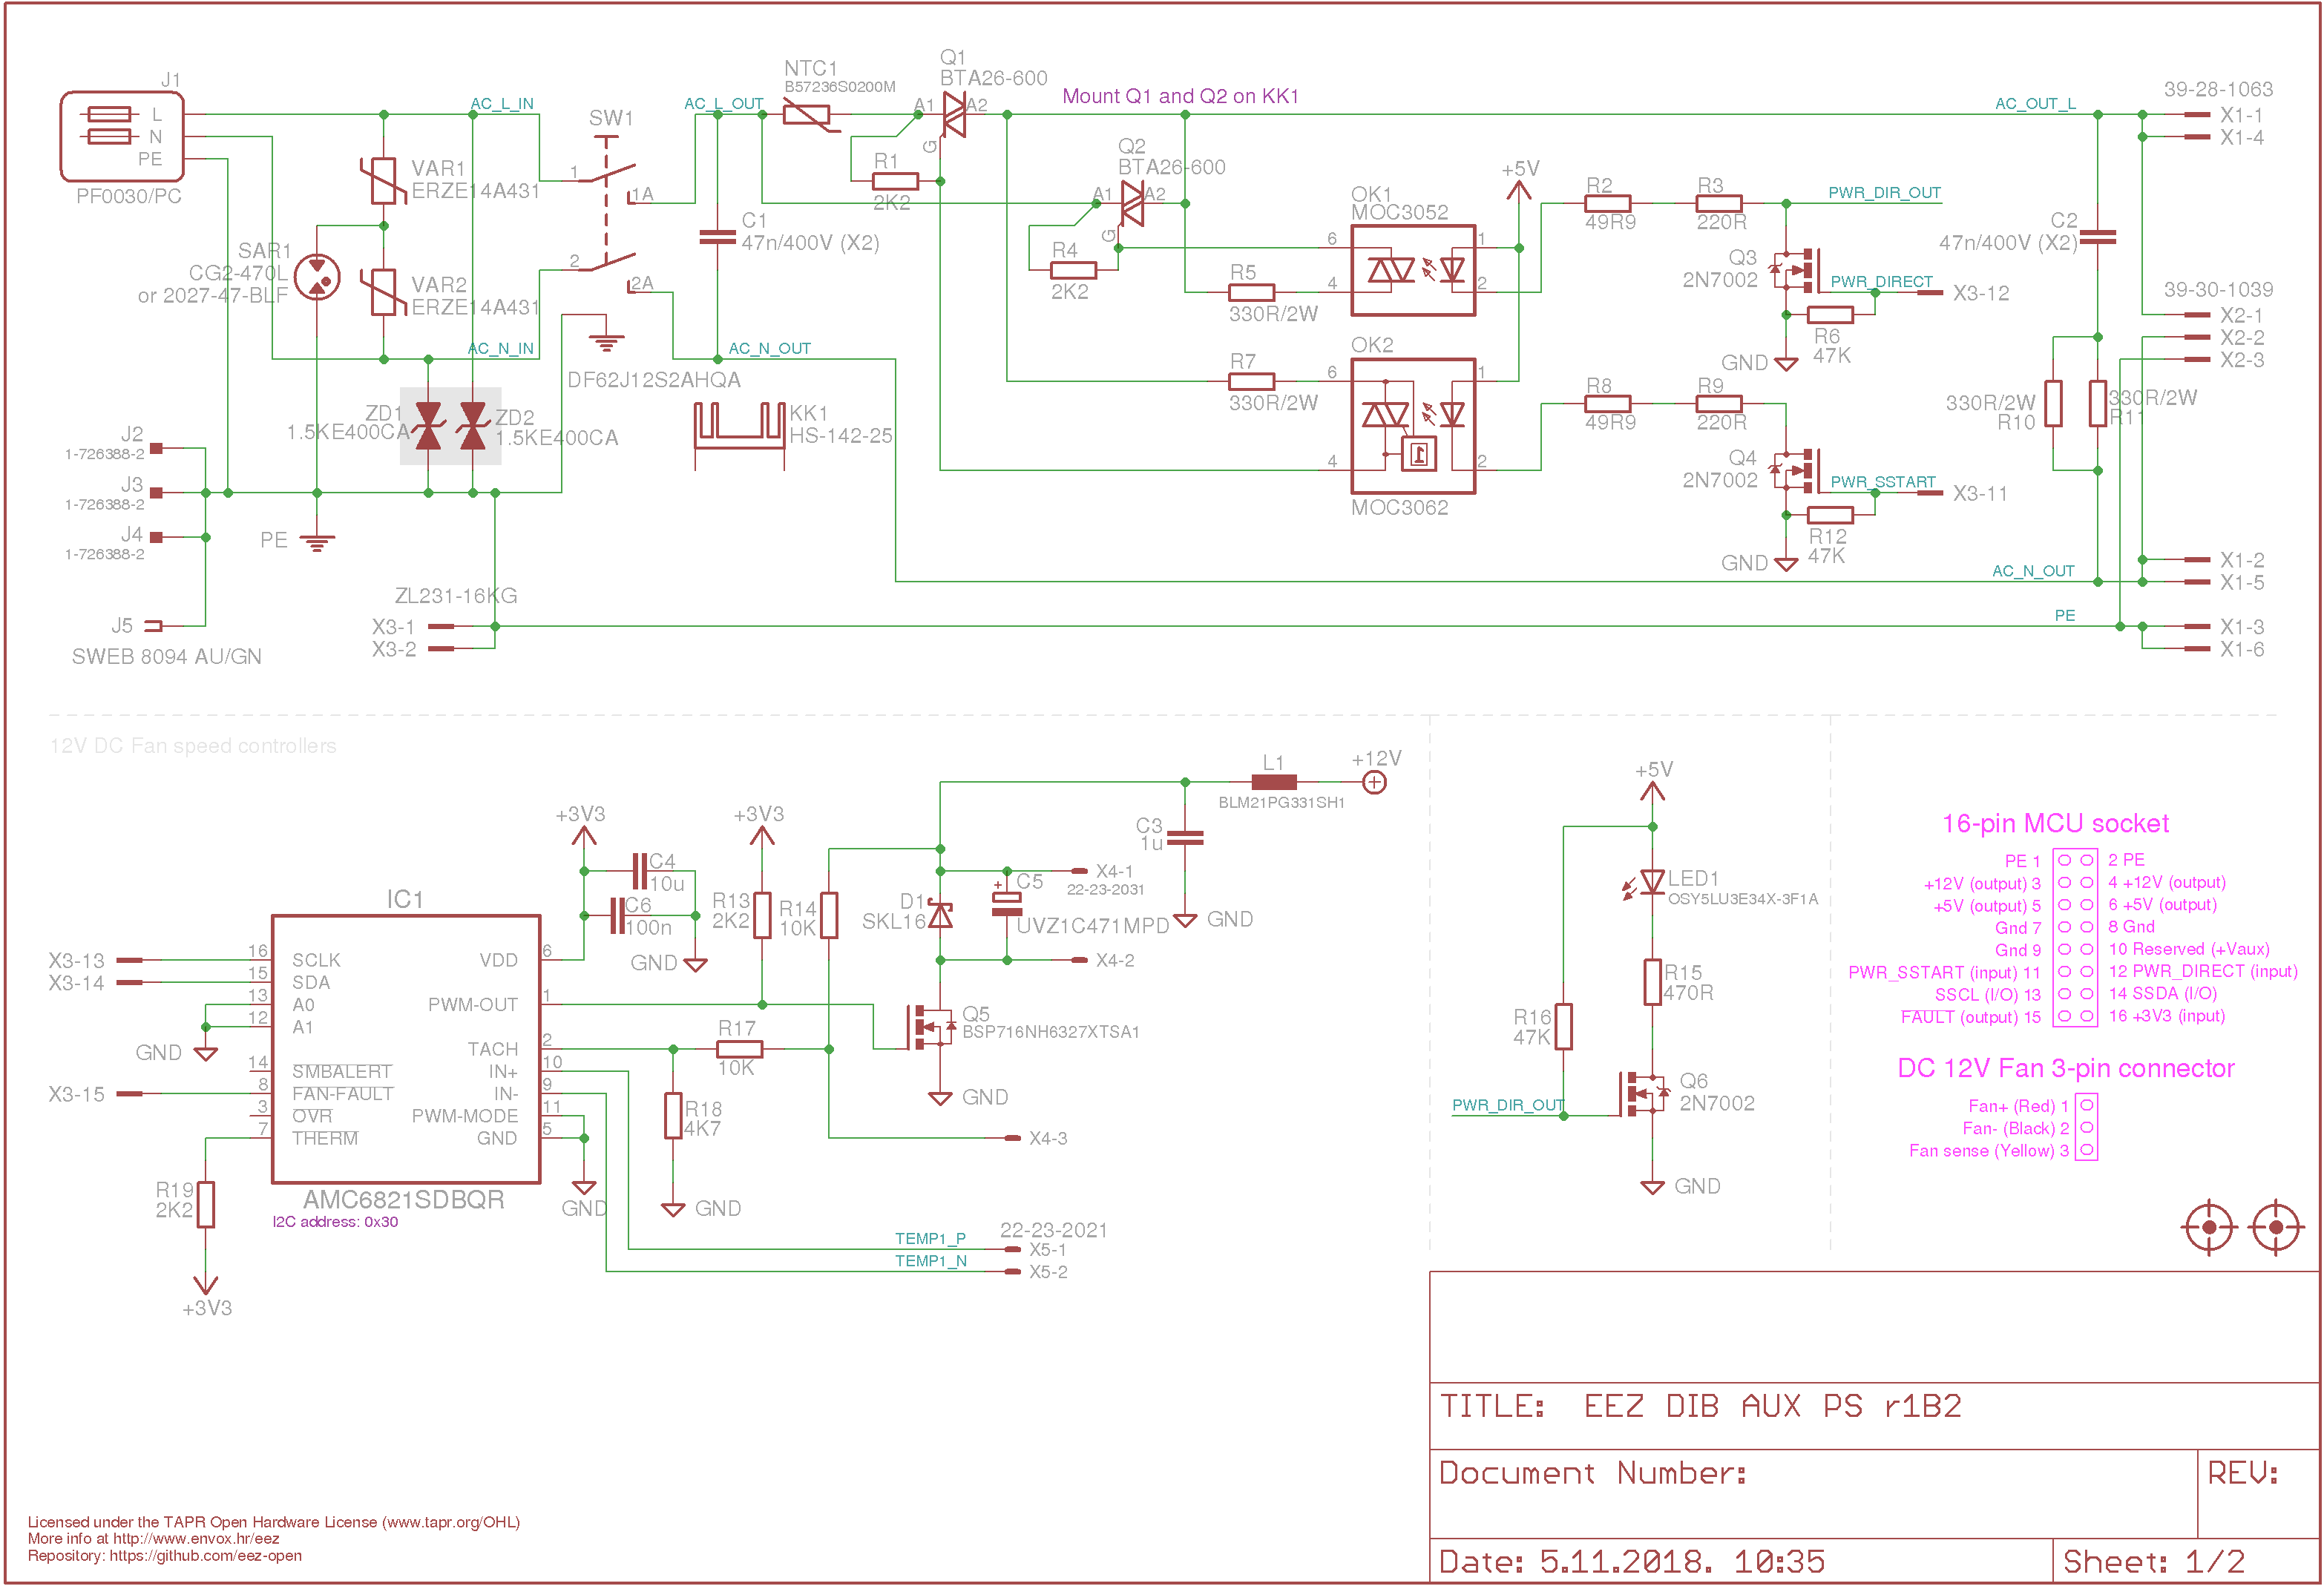 J1
L
N
PE
PF0030/PC
AC_L_IN
VAR1
ERZE14A431
SAR1
CG2-470L
or 2027-47-BLF
VAR2
ERZE14A431
AC_N_IN
SW1
1
1A
2
2A
DF62J12S2AHQA
AC_L_OUT
NTC1
B57236S0200M
C1
47n/400V (X2)
AC_N_OUT
KK1
HS-142-25
ZD1
1.5KE400CA
ZD2
1.5KE400CA
J2
1-726388-2
J3
1-726388-2
J4
1-726388-2
J5
SWEB 8094 AU/GN
PE
ZL231-16KG
X3-1
X3-2
Q1
BTA26-600
A1
A2
G
R1
2K2
Mount Q1 and Q2 on KK1
Q2
BTA26-600
A1
A2
G
R4
2K2
R5
330R/2W
R7
330R/2W
OK1
MOC3052
6
4
1
2
+5V
OK2
6
4
1
2
MOC3062
R2
49R9
R3
220R
PWR_DIR_OUT
Q3
2N7002
PWR_DIRECT
X3-12
R6
47K
GND
R8
49R9
R9
220R
Q4
2N7002
PWR_SSTART
X3-11
R12
47K
GND
AC_OUT_L
39-28-1063
X1-1
X1-4
C2
47n/400V (X2)
39-30-1039
X2-1
X2-2
X2-3
330R/2W
R10
330R/2W
R11
AC_N_OUT
X1-2
X1-5
PE
X1-3
X1-6
12V DC Fan speed controllers
IC1
X3-13
X3-14
X3-15
16
15
13
12
14
8
3
7
SCLK
SDA
A0
A1
SMBALERT
FAN-FAULT
OVR
THERM
VDD
PWM-OUT
TACH
IN+
IN-
PWM-MODE
GND
6
1
2
10
9
11
5
GND
R19
2K2
+3V3
AMC6821SDBQR
I2C address: 0x30
+3V3
C4
10u
C6
100n
GND
+3V3
R13
2K2
R14
10K
R17
10K
R18
4K7
GND
GND
D1
SKL16
C5
+
UVZ1C471MPD
X4-1
22-23-2031
X4-2
X4-3
Q5
BSP716NH6327XTSA1
GND
C3
1u
GND
L1
BLM21PG331SH1
+12V
TEMP1_P
TEMP1_N
22-23-2021
X5-1
X5-2
+5V
LED1
OSY5LU3E34X-3F1A
R15
470R
R16
47K
Q6
2N7002
PWR_DIR_OUT
GND
16-pin MCU socket
PE 1 2 PE
+12V (output) 3 4 +12V (output)
+5V (output) 5 6 +5V (output)
Gnd 7 8 Gnd
Gnd 9 10 Reserved (+Vaux)
PWR_SSTART (input) 11 12 PWR_DIRECT (input)
SSCL (I/O) 13 14 SSDA (I/O)
FAULT (output) 15 16 +3V3 (input)
DC 12V Fan 3-pin connector
Fan+ (Red) 1
Fan- (Black) 2
Fan sense (Yellow) 3
TITLE: EEZ DIB AUX PS r1B2
Document Number:
REV:
Date: 5.11.2018. 10:35
Sheet: 1/2
Licensed under the TAPR Open Hardware License (www.tapr.org/OHL)
More info at http://www.envox.hr/eez
Repository: https://github.com/eez-open